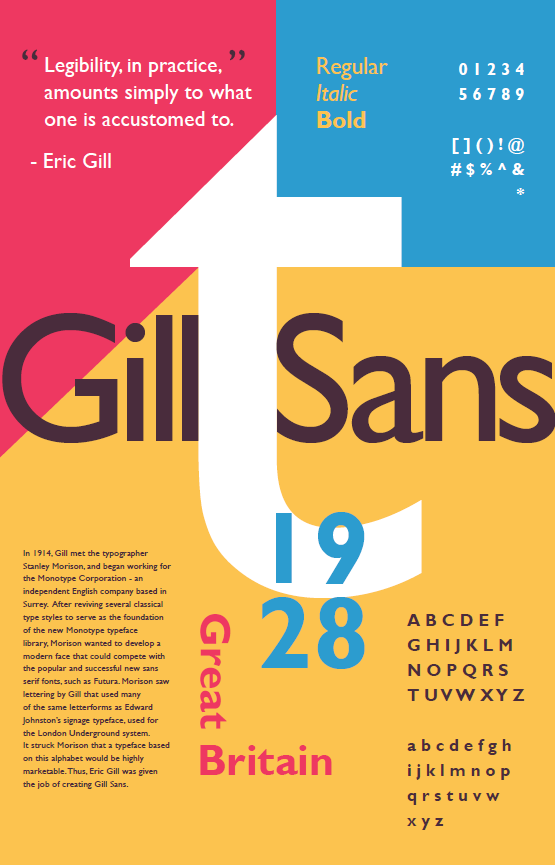 “ Legibility, in practice, ”
amounts simply to what
one is accustomed to.
- Eric Gill
Regular
Italic
Bold
0 1 2 3 4
5 6 7 8 9
[ ] ( ) ! @
# $ % ^ &
*
t
Gill Sans
19
28
Great
Britain
In 1914, Gill met the typographer
Stanley Morison, and began working for
the Monotype Corporation - an
independent English company based in
Surrey. After reviving several classical
type styles to serve as the foundation
of the new Monotype typeface
library, Morison wanted to develop a
modern face that could compete with
the popular and successful new sans
serif fonts, such as Futura. Morison saw
lettering by Gill that used many
of the same letterforms as Edward
Johnston's signage typeface, used for
the London Underground system.
It struck Morison that a typeface based
on this alphabet would be highly
marketable. Thus, Eric Gill was given
the job of creating Gill Sans.
A B C D E F
G H I J K L M
N O P Q R S
T U V W X Y Z
a b c d e f g h
i j k l m n o p
q r s t u v w
x y z